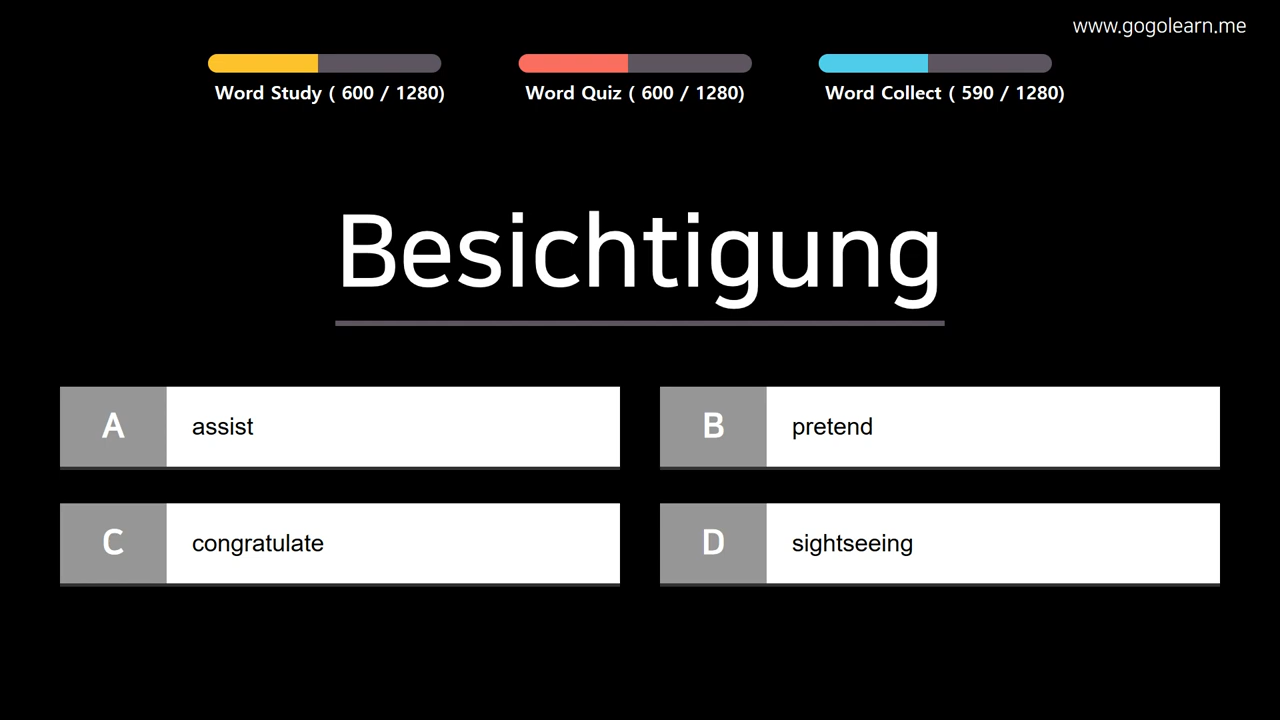 www.gogolearn.me
Word Study ( 600 / 1280)
Word Quiz ( 600 / 1280)
Word Collect ( 590 / 1280)
Besichtigung
A assist
B pretend
C congratulate
D sightseeing